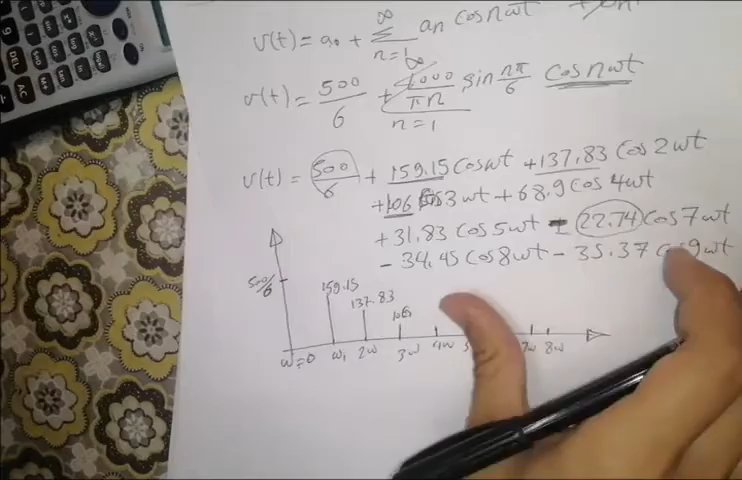 v(t) = a₀ + ∞ Σ n=1 an cos nωt
v(t) = 500/6 + ∞ 1000/πn n=1 sin nπ/6 cos nωt
v(t) = 500/6 + 159.15 cos ωt + 137.83 cos 2ωt
+106 cos 3ωt + 68.9 cos 4ωt
+ 31.83 cos 5ωt - 22.74 cos 7ωt
- 34.45 cos 8ωt - 35.37 cos 9ωt
500/6 159.15 137.83 106
ω=0 ω, 2ω 3ω 4ω 7ω 8ω
DEL
AC